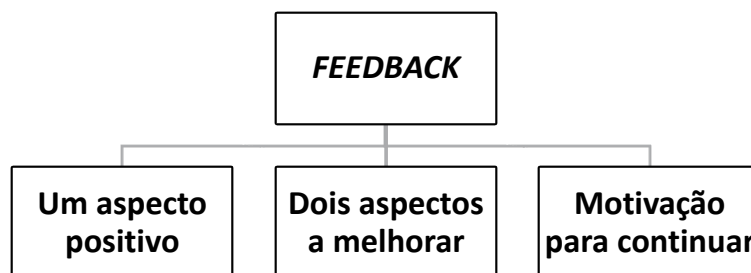 FEEDBACK
Um aspecto
positivo
Dois aspectos
a melhorar
Motivação
para continuar